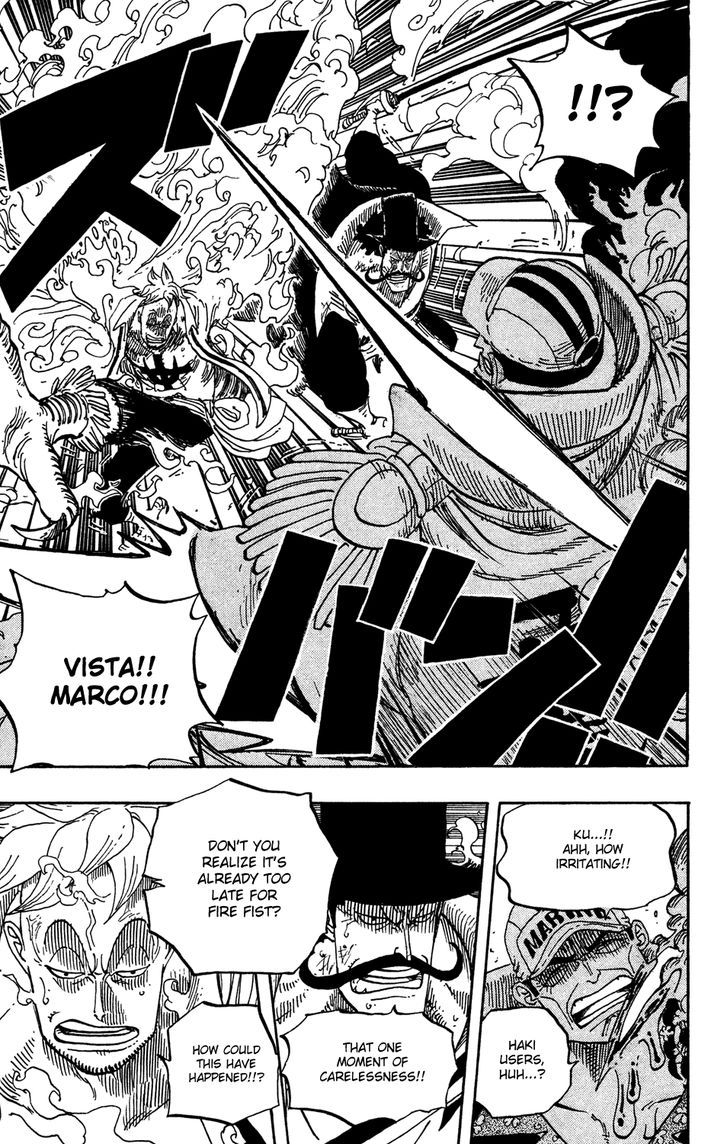 !!?
ズバン!!
VISTA!!
MARCO!!!
KU...!!
AHH, HOW
IRRITATING!!
MARINE
HAKI
USERS,
HUH...?
DON'T YOU
REALIZE IT'S
ALREADY TOO
LATE FOR
FIRE FIST?
THAT ONE
MOMENT OF
CARELESSNESS!!
HOW COULD
THIS HAVE
HAPPENED!!?